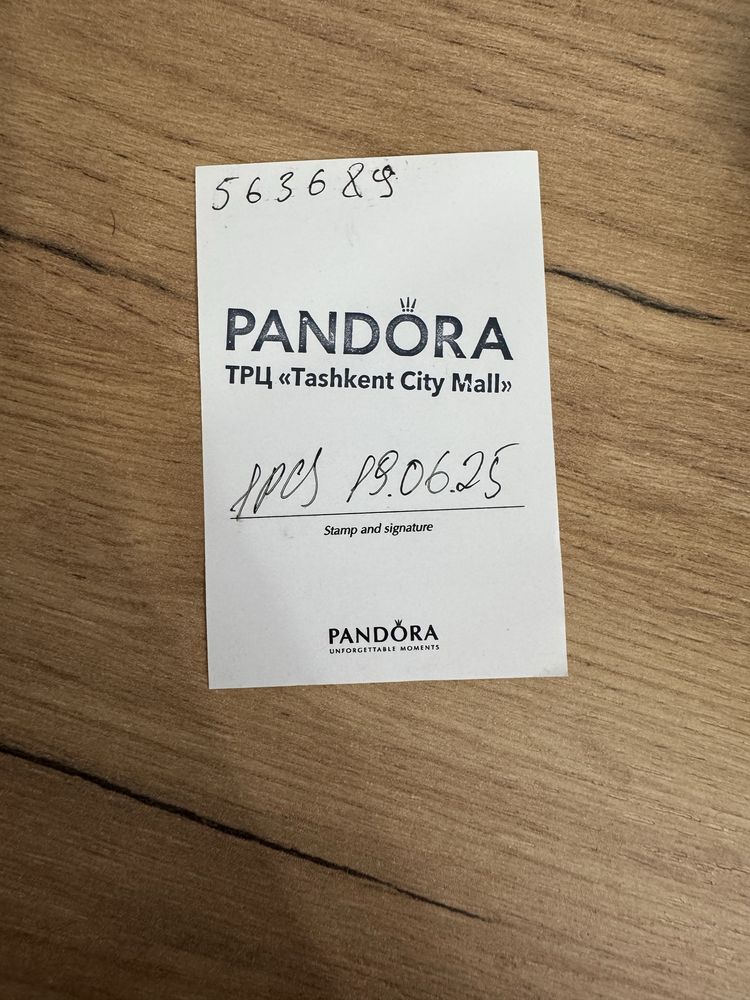 563689
PANDORA
ТРЦ «Tashkent City Mall»
1pcs 19.06.25
Stamp and signature
PANDORA
UNFORGETTABLE MOMENTS